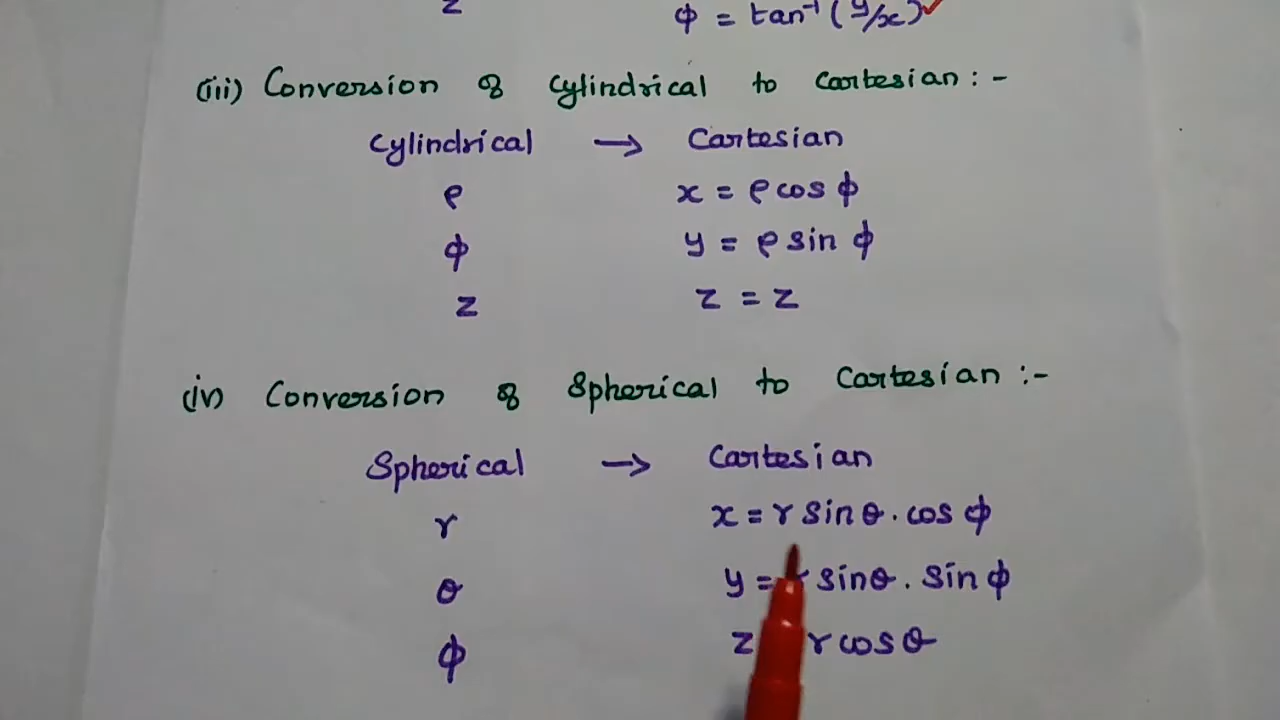 z φ = tan⁻¹ (y/x) ✓
(iii) Conversion of Cylindrical to Cartesian : -
Cylindrical → Cartesian
ρ x = ρ cos φ
φ y = ρ sin φ
z z = z
(iv) Conversion of Spherical to Cartesian : -
Spherical → Cartesian
r x = r sin θ . cos φ
θ y = r sin θ . sin φ
φ z r cos θ